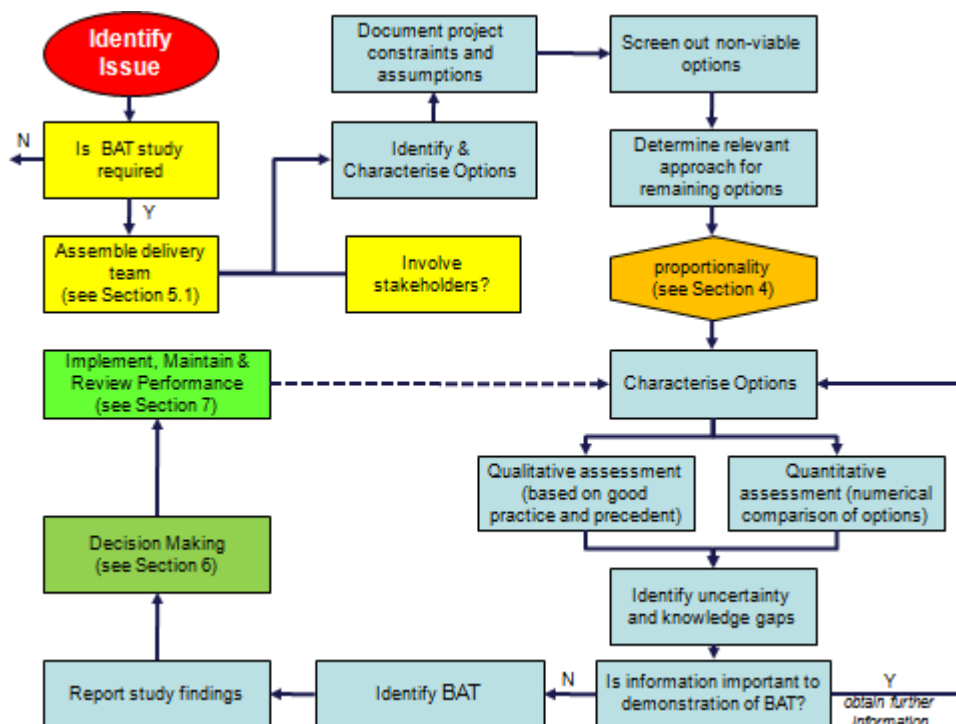 Identify
Issue
N
Is BAT study
required
Y
Assemble delivery
team
(see Section 5.1)
Involve
stakeholders?
Identify &
Characterise Options
Document project
constraints and
assumptions
Screen out non-viable
options
Determine relevant
approach for
remaining options
proportionality
(see Section 4)
Characterise Options
Qualitative assessment
(based on good
practice and precedent)
Quantitative
assessment (numerical
comparison of options)
Identify uncertainty
and knowledge gaps
Is information important to
demonstration of BAT?
Y
obtain further
information
N
Identify BAT
Report study findings
Decision Making
(see Section 6)
Implement, Maintain &
Review Performance
(see Section 7)